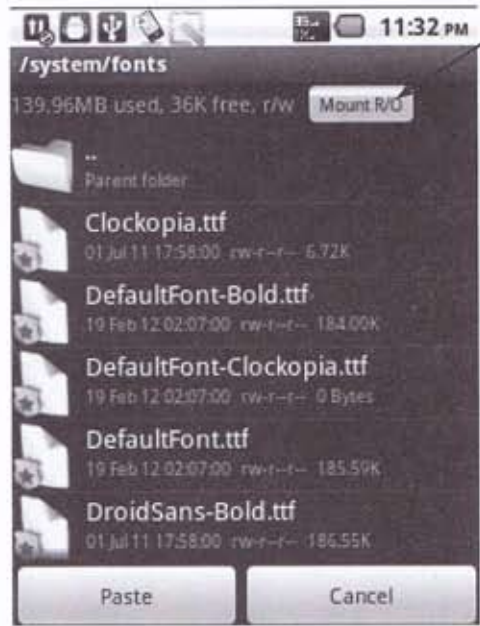 11:32 PM
/system/fonts
139.96MB used, 36K free, r/w Mount R/O
..
Parent folder
Clockopia.ttf
01 Jul 11 17:58:00 rw-r--r-- 6.72K
DefaultFont-Bold.ttf
19 Feb 12 02:07:00 rw-r--r-- 184.00K
DefaultFont-Clockopia.ttf
19 Feb 12 02:07:00 rw-r--r-- 0 Bytes
DefaultFont.ttf
19 Feb 12 02:07:00 rw-r--r-- 185.59K
DroidSans-Bold.ttf
01 Jul 11 17:58:00 rw-r--r-- 186.55K
Paste Cancel